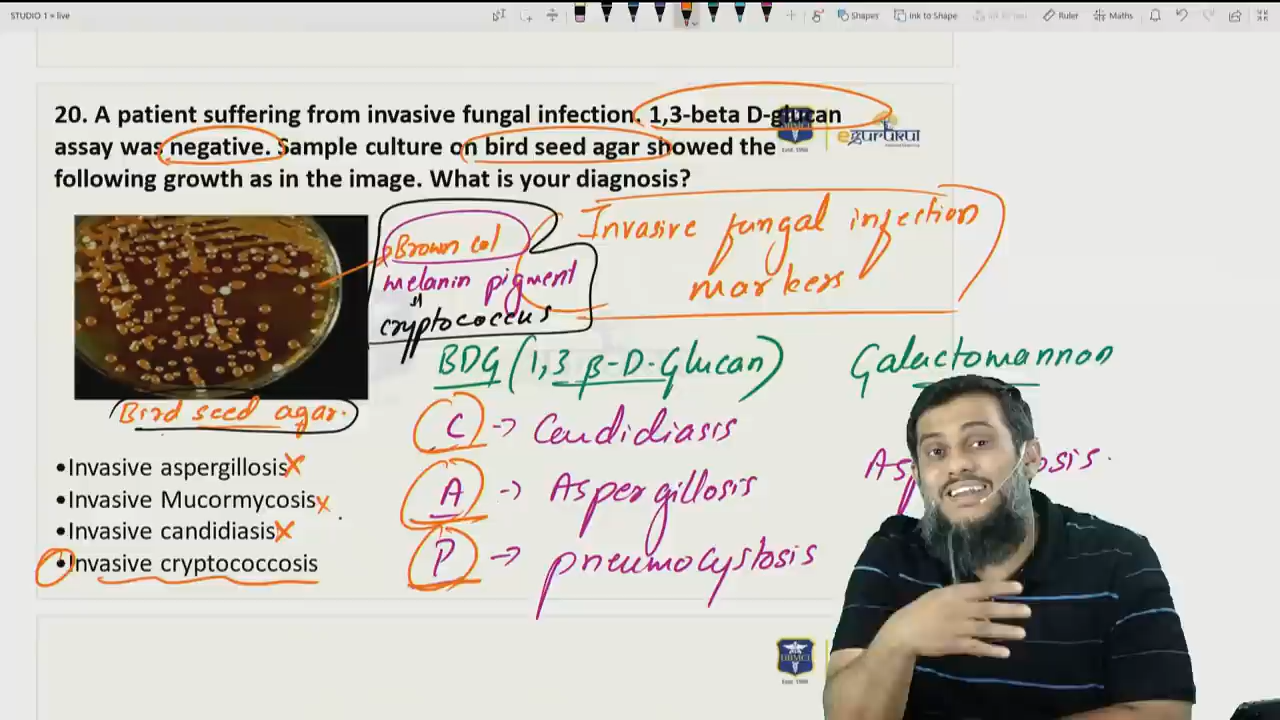 STUDIO 1 • live
Shapes
Ink to Shape
Ruler
Maths
20. A patient suffering from invasive fungal infection. 1,3-beta D-glucan
assay was negative. Sample culture on bird seed agar showed the
following growth as in the image. What is your diagnosis?
eGurukul
Brown col
melanin pigment
cryptococcus
Invasive fungal infection
markers
BDG (1,3 β-D-Glucan)
Galactomannan
Bird seed agar.
C → Candidiasis
•Invasive aspergillosis X
A → Aspergillosis
•Invasive Mucormycosis x
•Invasive candidiasis X
P → pneumocystosis
•Invasive cryptococcosis
DBMCI